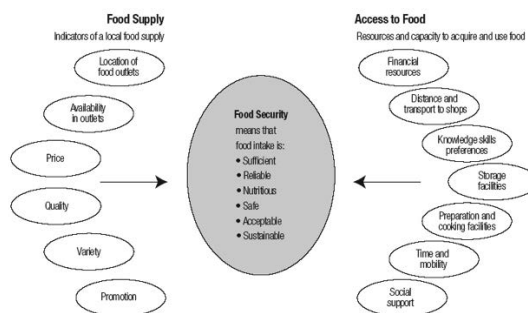 Food Supply
Indicators of a local food supply
Location of
food outlets
Availability
in outlets
Price
Quality
Variety
Promotion
Food Security
means that
food intake is:
• Sufficient
• Reliable
• Nutritious
• Safe
• Acceptable
• Sustainable
Access to Food
Resources and capacity to acquire and use food
Financial
resources
Distance and
transport to shops
Knowledge skills
preferences
Storage
facilities
Preparation and
cooking facilities
Time and
mobility
Social
support